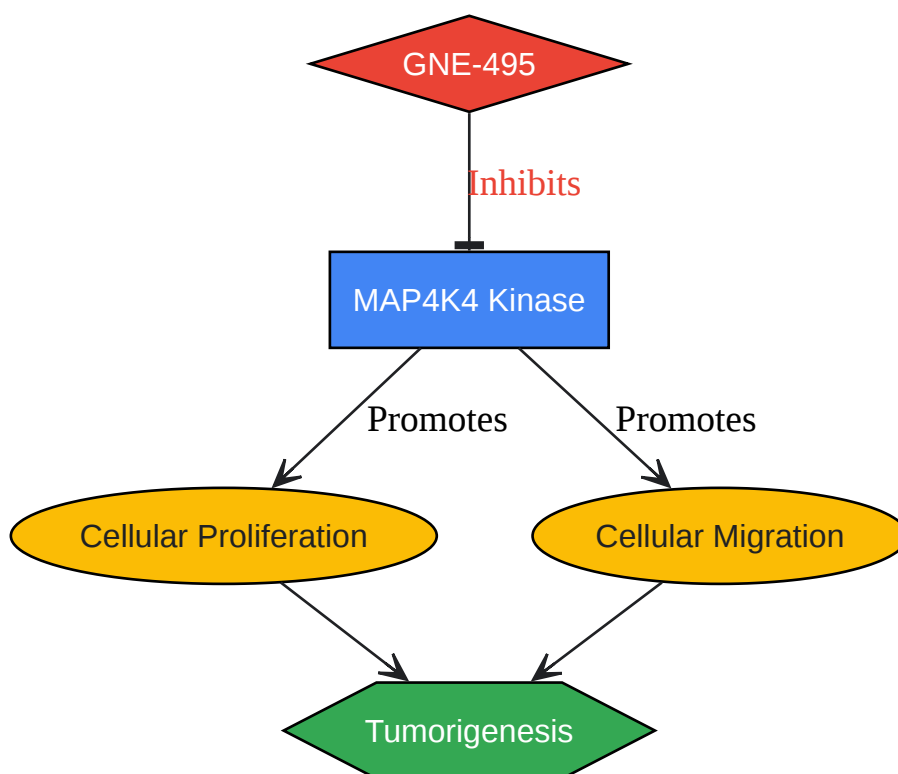 GNE-495
Inhibits
MAP4K4 Kinase
Promotes
Promotes
Cellular Proliferation
Cellular Migration
Tumorigenesis